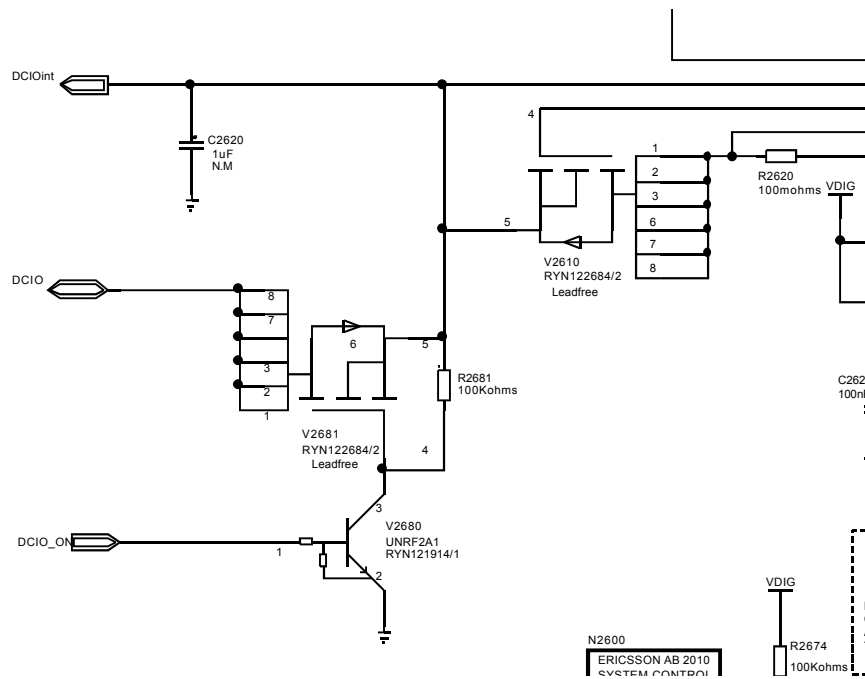 DCIOint
C2620
1uF
N.M
4
1
2
3
6
7
8
R2620
100mohms
VDIG
5
V2610
RYN122684/2
Leadfree
DCIO
8
7
6
3
2
1
5
R2681
100Kohms
V2681
RYN122684/2
Leadfree
4
3
V2680
UNRF2A1
RYN121914/1
DCIO_ON
1
2
VDIG
N2600
ERICSSON AB 2010
SYSTEM CONTROL
R2674
100Kohms